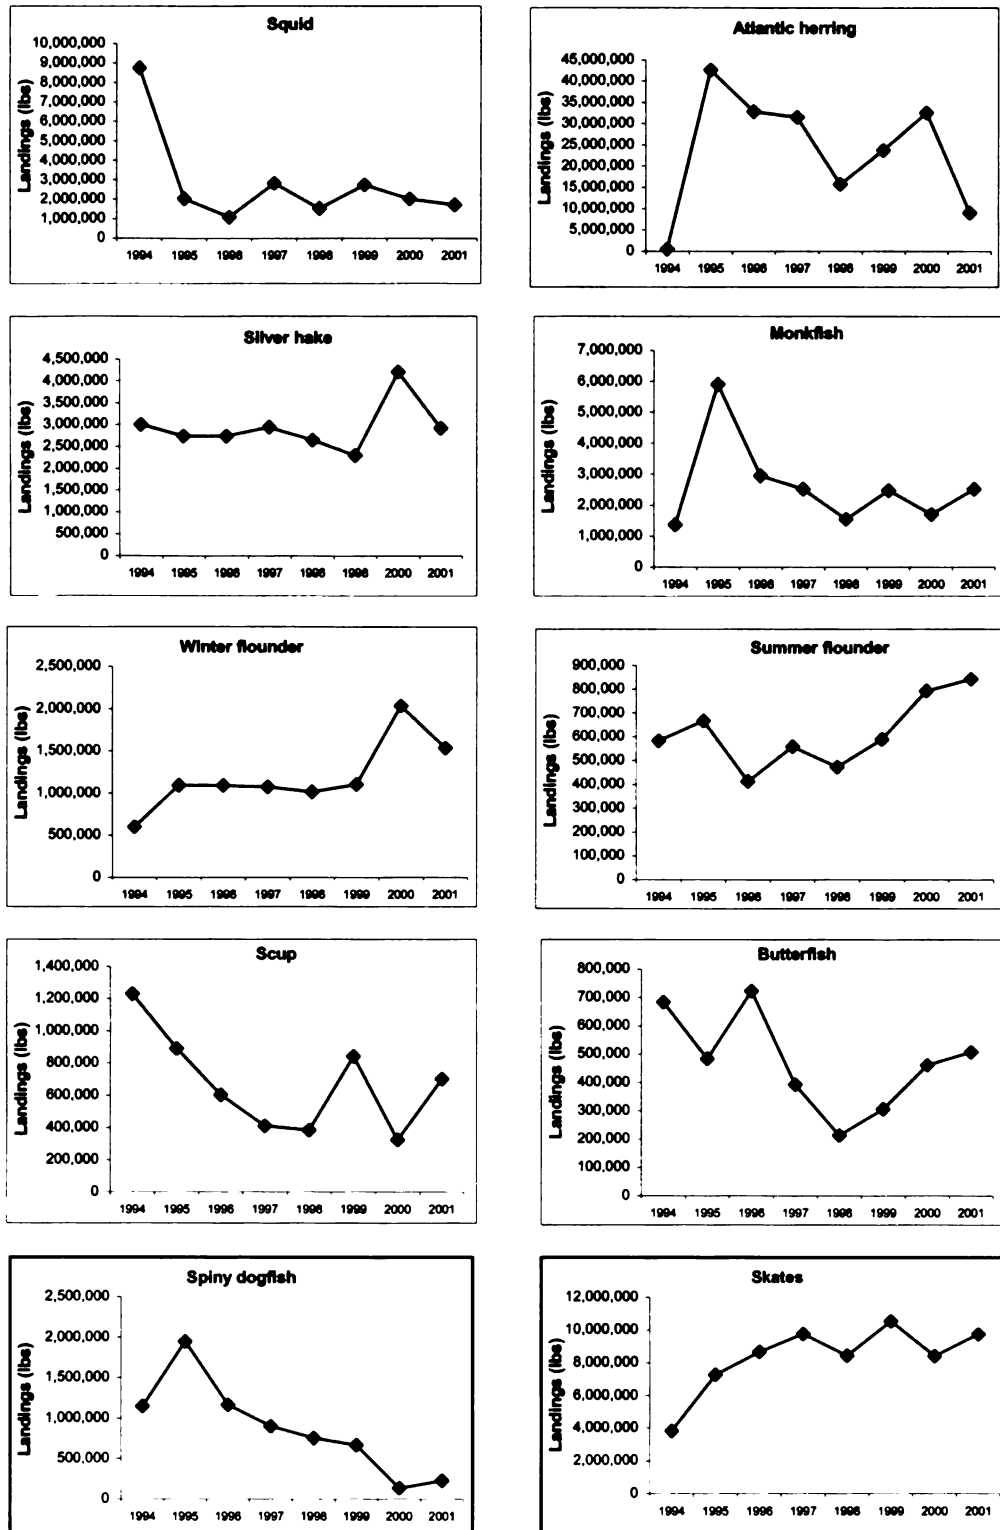 Squid
10,000,000
9,000,000
8,000,000
7,000,000
6,000,000
5,000,000
4,000,000
3,000,000
2,000,000
1,000,000
0
Landings (lbs)
1994 1995 1996 1997 1998 1999 2000 2001
Atlantic herring
45,000,000
40,000,000
35,000,000
30,000,000
25,000,000
20,000,000
15,000,000
10,000,000
5,000,000
0
Landings (lbs)
1994 1995 1996 1997 1998 1999 2000 2001
Silver hake
4,500,000
4,000,000
3,500,000
3,000,000
2,500,000
2,000,000
1,500,000
1,000,000
500,000
0
Landings (lbs)
1994 1995 1996 1997 1998 1998 2000 2001
Monkfish
7,000,000
6,000,000
5,000,000
4,000,000
3,000,000
2,000,000
1,000,000
0
Landings (lbs)
1994 1995 1996 1997 1998 1999 2000 2001
Winter flounder
2,500,000
2,000,000
1,500,000
1,000,000
500,000
0
Landings (lbs)
1994 1995 1996 1997 1998 1999 2000 2001
Summer flounder
900,000
800,000
700,000
600,000
500,000
400,000
300,000
200,000
100,000
0
Landings (lbs)
1994 1995 1996 1997 1998 1999 2000 2001
Scup
1,400,000
1,200,000
1,000,000
800,000
600,000
400,000
200,000
0
Landings (lbs)
1994 1995 1996 1997 1998 1999 2000 2001
Butterfish
800,000
700,000
600,000
500,000
400,000
300,000
200,000
100,000
0
Landings (lbs)
1994 1995 1996 1997 1998 1999 2000 2001
Spiny dogfish
2,500,000
2,000,000
1,500,000
1,000,000
500,000
0
Landings (lbs)
1994 1995 1996 1997 1998 1999 2000 2001
Skates
12,000,000
10,000,000
8,000,000
6,000,000
4,000,000
2,000,000
0
Landings (lbs)
1994 1995 1996 1997 1998 1999 2000 2001